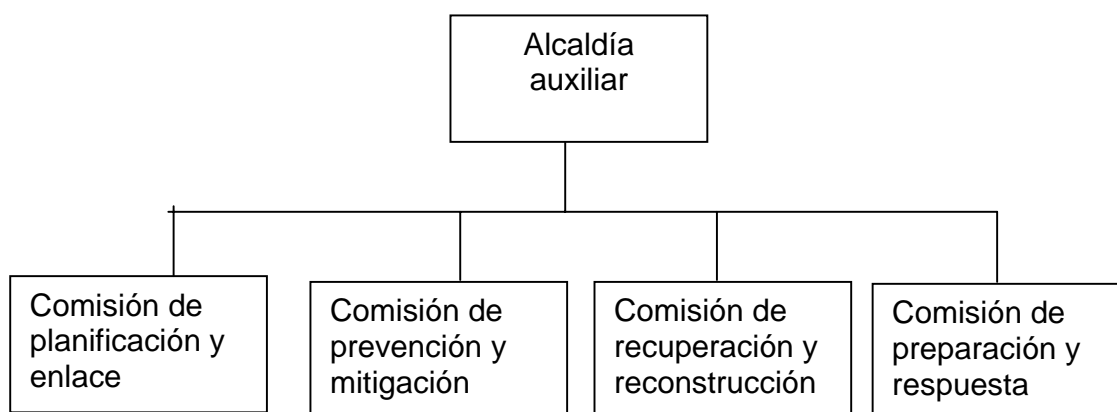 Alcaldía
auxiliar
Comisión de
planificación y
enlace
Comisión de
prevención y
mitigación
Comisión de
recuperación y
reconstrucción
Comisión de
preparación y
respuesta